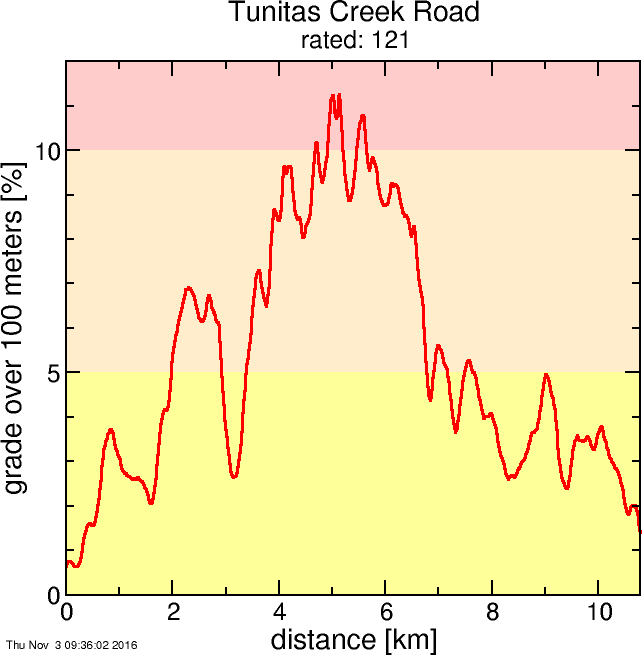 Tunitas Creek Road
rated: 121
grade over 100 meters [%]
10
5
0
0 2 4 6 8 10
distance [km]
Thu Nov 3 09:36:02 2016